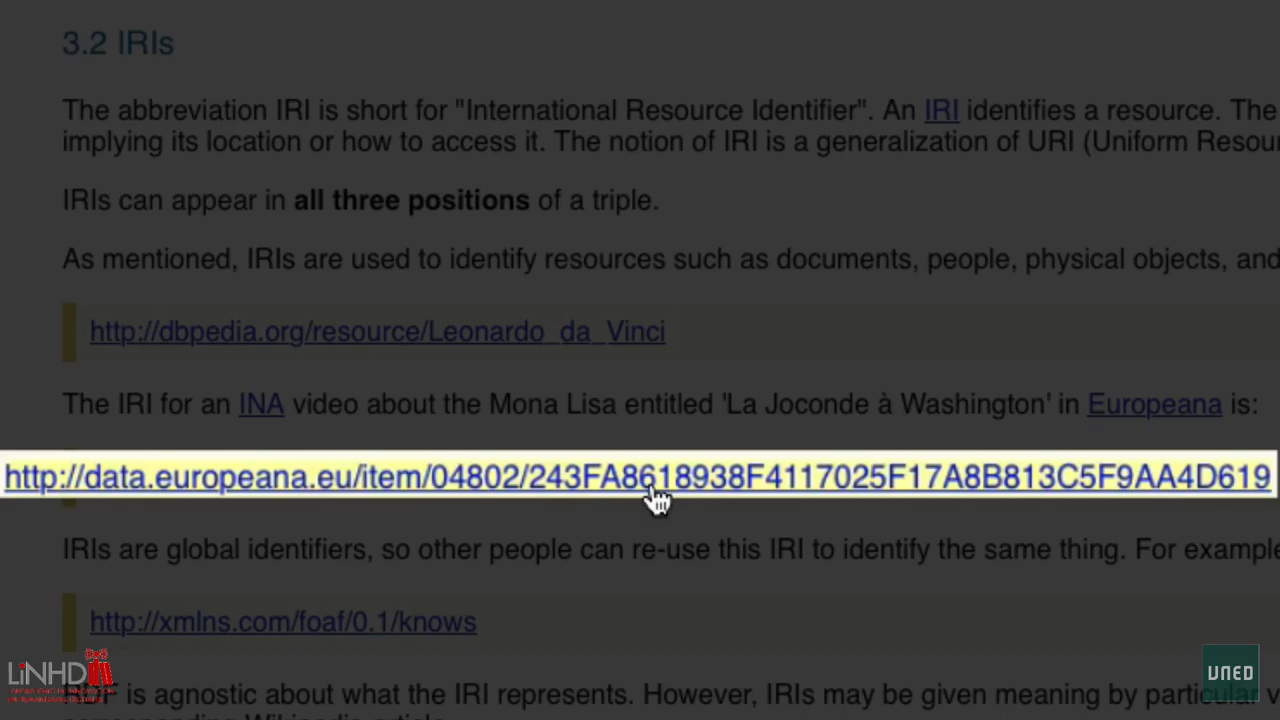 3.2 IRIs
The abbreviation IRI is short for "International Resource Identifier". An IRI identifies a resource. The
implying its location or how to access it. The notion of IRI is a generalization of URI (Uniform Resour
IRIs can appear in all three positions of a triple.
As mentioned, IRIs are used to identify resources such as documents, people, physical objects, and
http://dbpedia.org/resource/Leonardo_da_Vinci
The IRI for an INA video about the Mona Lisa entitled 'La Joconde à Washington' in Europeana is:
http://data.europeana.eu/item/04802/243FA8618938F4117025F17A8B813C5F9AA4D619
IRIs are global identifiers, so other people can re-use this IRI to identify the same thing. For example
http://xmlns.com/foaf/0.1/knows
LiNHD
is agnostic about what the IRI represents. However, IRIs may be given meaning by particular v
corresponding Wikipedia article
UNED